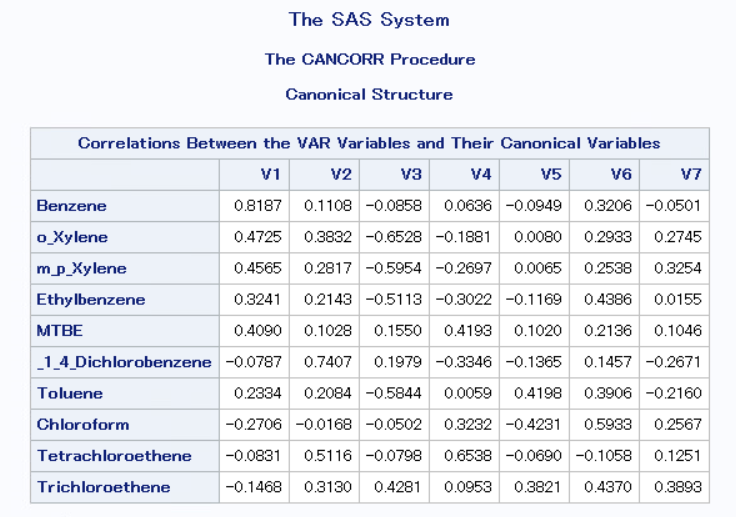 The SAS System
The CANCORR Procedure
Canonical Structure
Correlations Between the VAR Variables and Their Canonical Variables
V1 V2 V3 V4 V5 V6 V7
Benzene 0.8187 0.1108 -0.0858 0.0636 -0.0949 0.3206 -0.0501
o_Xylene 0.4725 0.3832 -0.6528 -0.1881 0.0080 0.2933 0.2745
m_p_Xylene 0.4565 0.2817 -0.5954 -0.2697 0.0065 0.2538 0.3254
Ethylbenzene 0.3241 0.2143 -0.5113 -0.3022 -0.1169 0.4386 0.0155
MTBE 0.4090 0.1028 0.1550 0.4193 0.1020 0.2136 0.1046
_1_4_Dichlorobenzene -0.0787 0.7407 0.1979 -0.3346 -0.1365 0.1457 -0.2671
Toluene 0.2334 0.2084 -0.5844 0.0059 0.4198 0.3906 -0.2160
Chloroform -0.2706 -0.0168 -0.0502 0.3232 -0.4231 0.5933 0.2567
Tetrachloroethene -0.0831 0.5116 -0.0798 0.6538 -0.0690 -0.1058 0.1251
Trichloroethene -0.1468 0.3130 0.4281 0.0953 0.3821 0.4370 0.3893